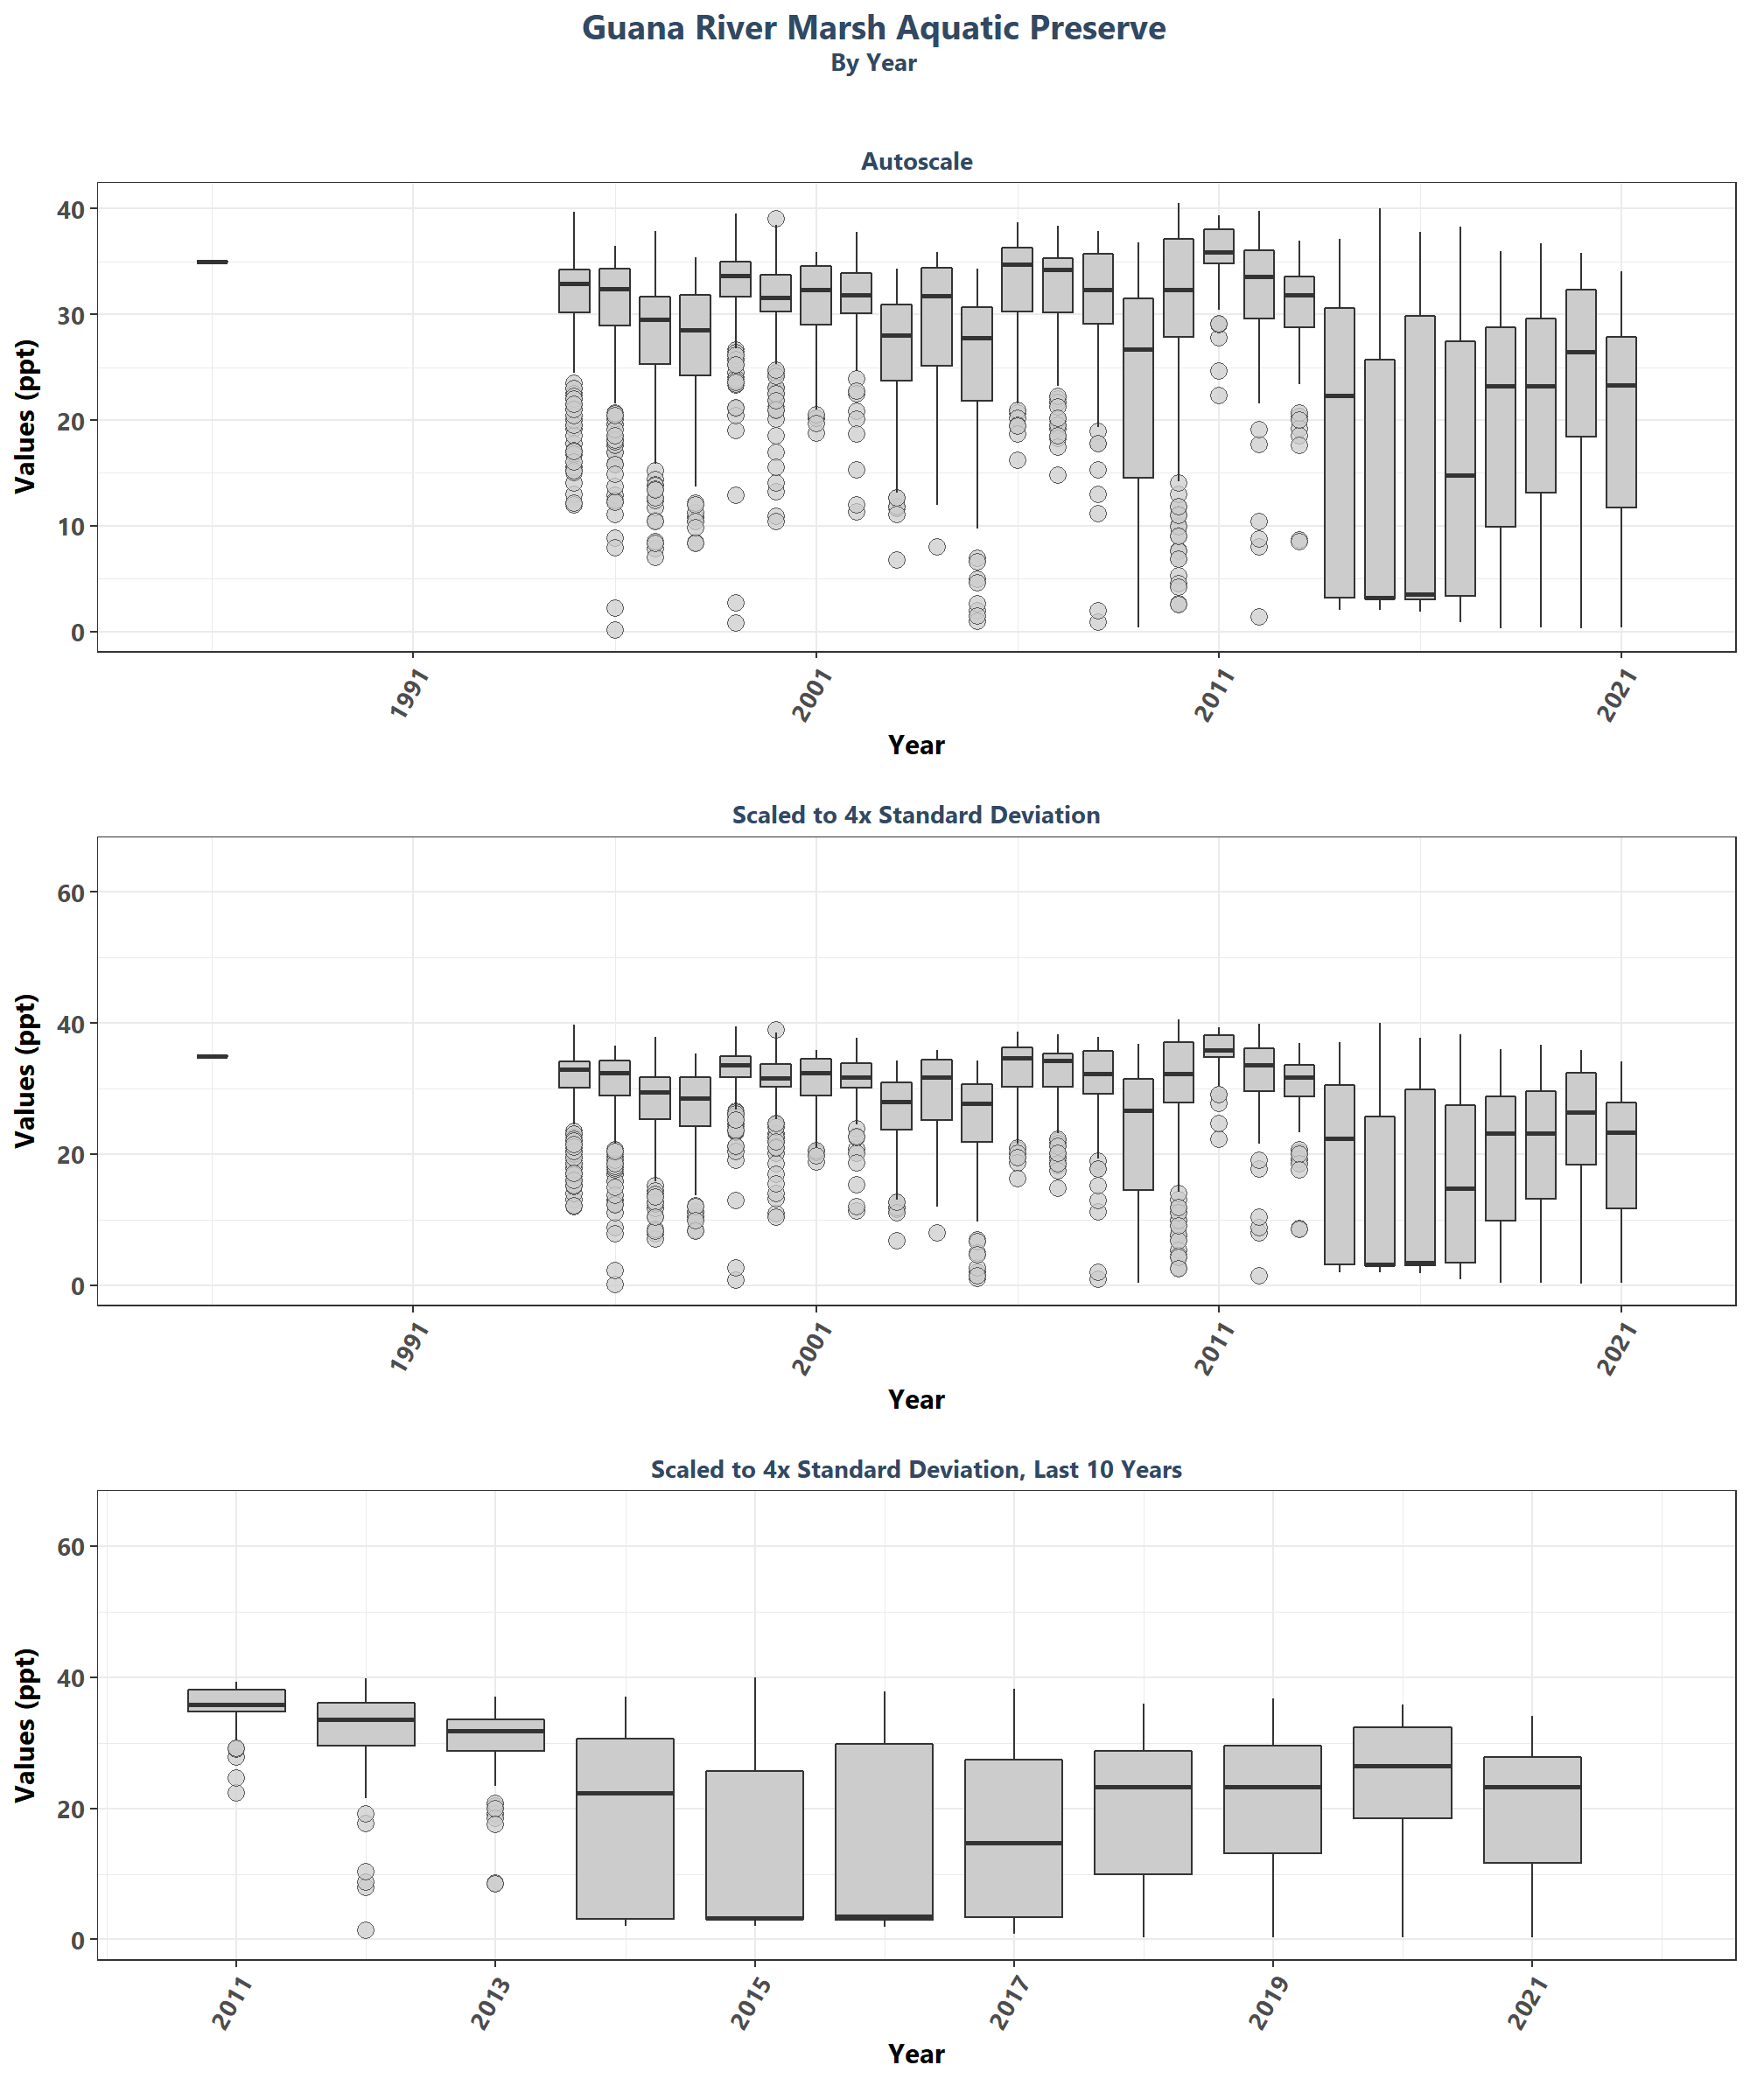 Guana River Marsh Aquatic Preserve
By Year
Autoscale
Values (ppt)
40
30
20
10
0
1991
2001
2011
2021
Year
Scaled to 4x Standard Deviation
Values (ppt)
60
40
20
0
1991
2001
2011
2021
Year
Scaled to 4x Standard Deviation, Last 10 Years
Values (ppt)
60
40
20
0
2011
2013
2015
2017
2019
2021
Year